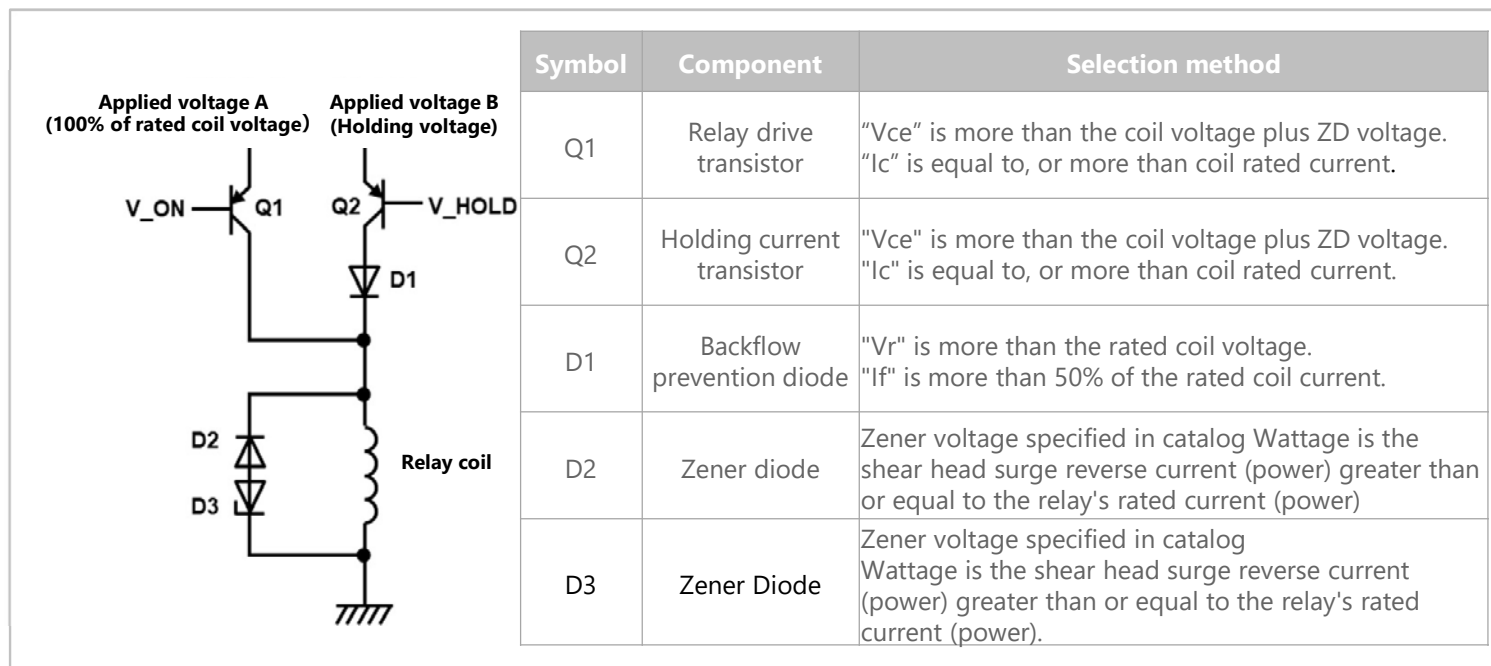 Applied voltage A
(100% of rated coil voltage）
Applied voltage B
(Holding voltage)
V_ON
Q1
Q2
V_HOLD
D1
D2
D3
Relay coil
Symbol
Component
Selection method
Q1
Relay drive
transistor
“Vce” is more than the coil voltage plus ZD voltage.
“Ic” is equal to, or more than coil rated current.
Q2
Holding current
transistor
"Vce" is more than the coil voltage plus ZD voltage.
"Ic" is equal to, or more than coil rated current.
D1
Backflow
prevention diode
"Vr" is more than the rated coil voltage.
"If" is more than 50% of the rated coil current.
D2
Zener diode
Zener voltage specified in catalog Wattage is the
shear head surge reverse current (power) greater than
or equal to the relay's rated current (power)
D3
Zener Diode
Zener voltage specified in catalog
Wattage is the shear head surge reverse current
(power) greater than or equal to the relay's rated
current (power).